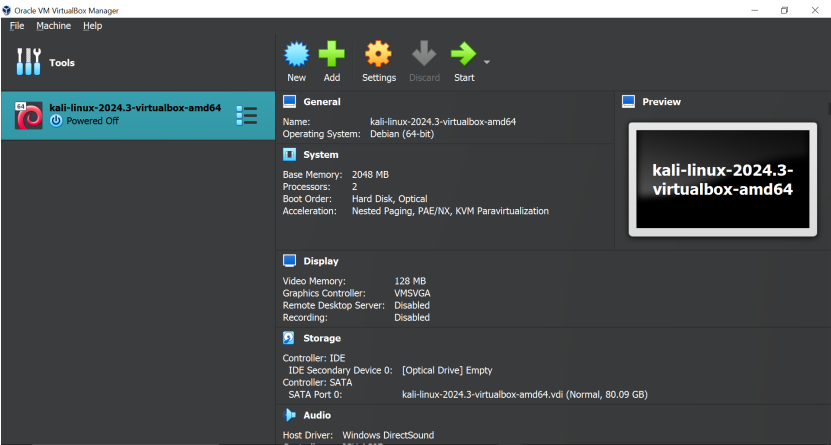 Oracle VM VirtualBox Manager
File Machine Help
Tools
New Add Settings Discard Start
64
kali-linux-2024.3-virtualbox-amd64
Powered Off
General
Name: kali-linux-2024.3-virtualbox-amd64
Operating System: Debian (64-bit)
System
Base Memory: 2048 MB
Processors: 2
Boot Order: Hard Disk, Optical
Acceleration: Nested Paging, PAE/NX, KVM Paravirtualization
Display
Video Memory: 128 MB
Graphics Controller: VMSVGA
Remote Desktop Server: Disabled
Recording: Disabled
Storage
Controller: IDE
IDE Secondary Device 0: [Optical Drive] Empty
Controller: SATA
SATA Port 0: kali-linux-2024.3-virtualbox-amd64.vdi (Normal, 80.09 GB)
Audio
Host Driver: Windows DirectSound
Preview
kali-linux-2024.3-
virtualbox-amd64